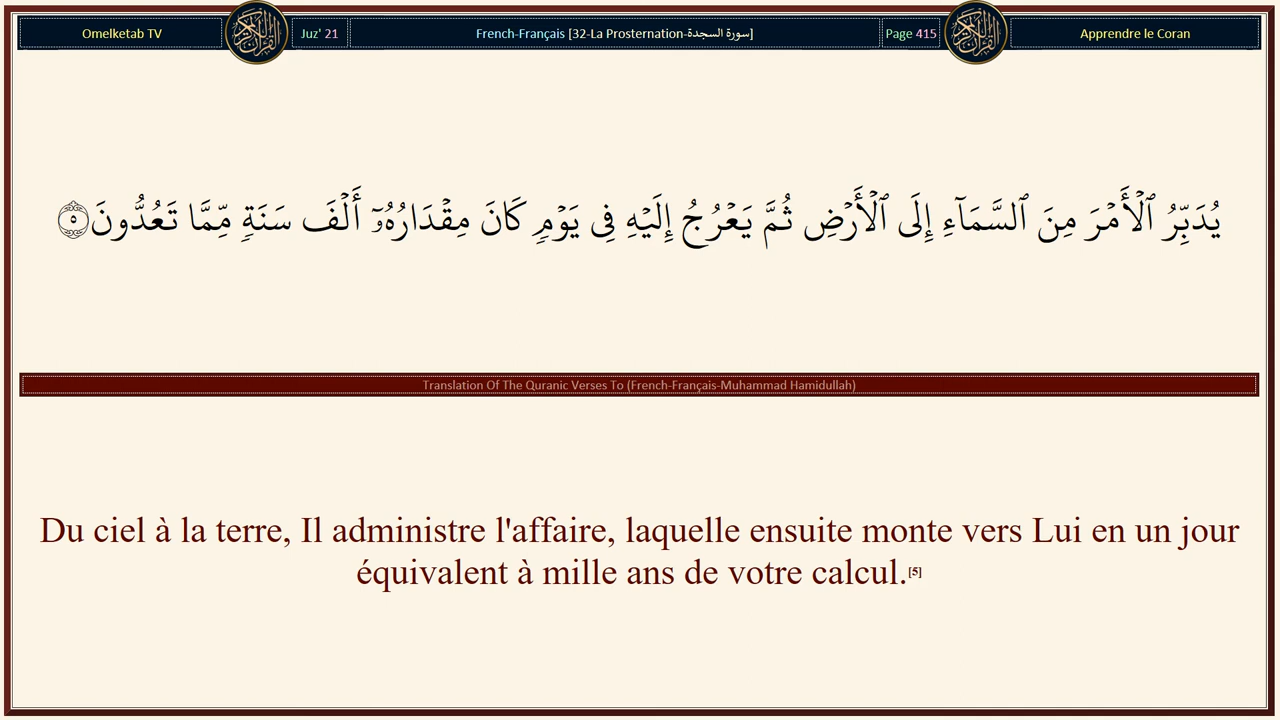 Omelketab TV
Juz' 21
French-Français [32-La Prosternation-سورة السجدة]
Page 415
Apprendre le Coran
يُدَبِّرُ ٱلْأَمْرَ مِنَ ٱلسَّمَآءِ إِلَى ٱلْأَرْضِ ثُمَّ يَعْرُجُ إِلَيْهِ فِى يَوْمٍ كَانَ مِقْدَارُهُۥٓ أَلْفَ سَنَةٍ مِّمَّا تَعُدُّونَ ٥
Translation Of The Quranic Verses To (French-Français-Muhammad Hamidullah)
Du ciel à la terre, Il administre l'affaire, laquelle ensuite monte vers Lui en un jour
équivalent à mille ans de votre calcul.[5]